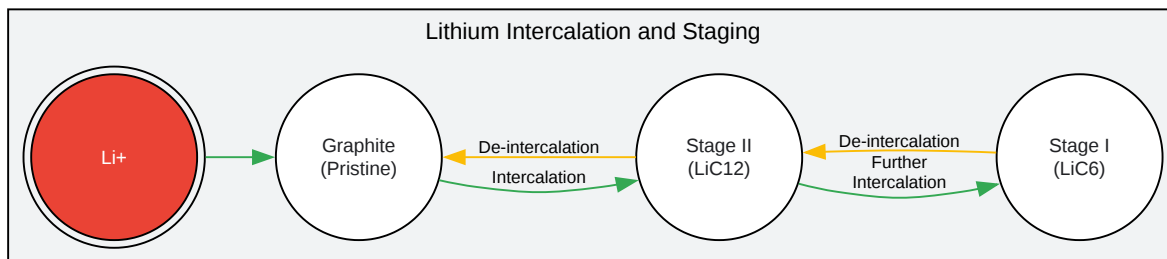 Lithium Intercalation and Staging
Li+
Graphite
(Pristine)
De-intercalation
Intercalation
Stage II
(LiC12)
De-intercalation
Further
Intercalation
Stage I
(LiC6)